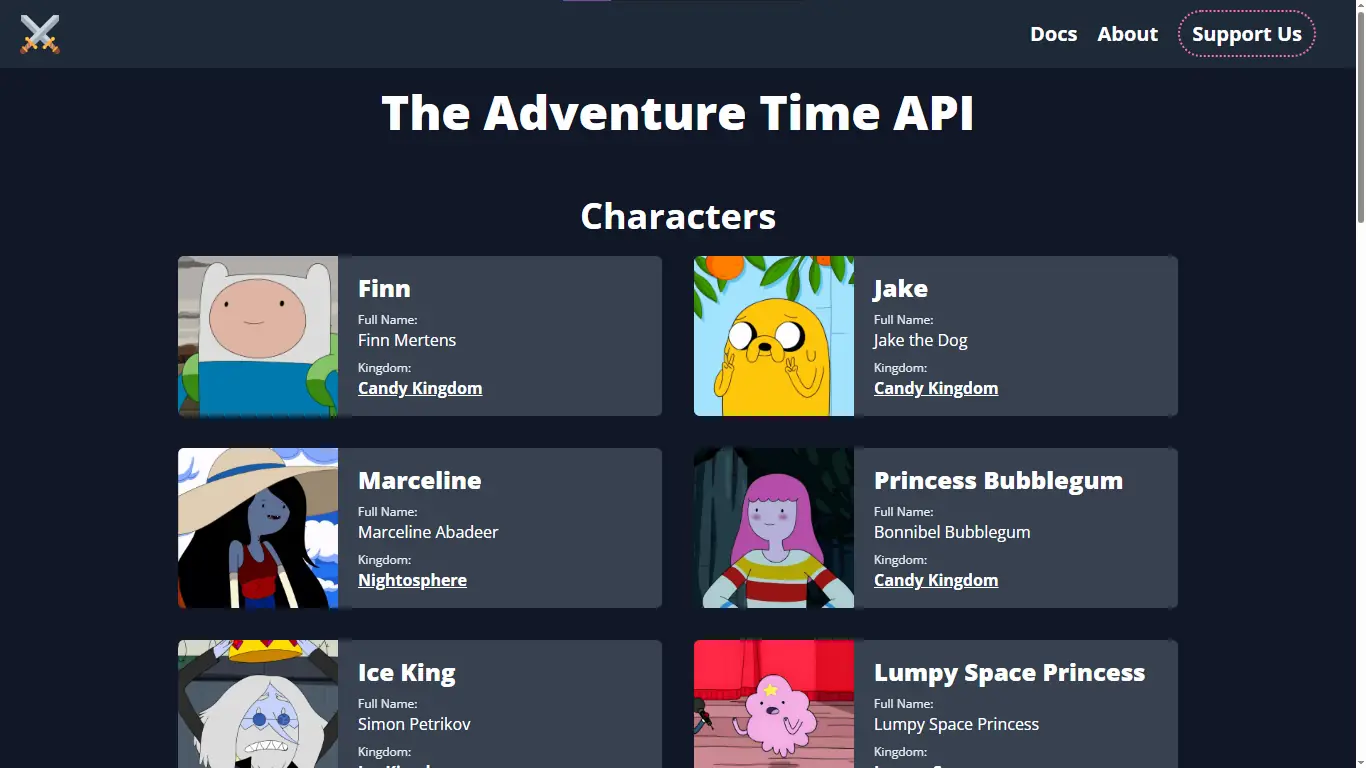 Docs About Support Us
The Adventure Time API
Characters
Finn
Full Name:
Finn Mertens
Kingdom:
Candy Kingdom
Jake
Full Name:
Jake the Dog
Kingdom:
Candy Kingdom
Marceline
Full Name:
Marceline Abadeer
Kingdom:
Nightosphere
Princess Bubblegum
Full Name:
Bonnibel Bubblegum
Kingdom:
Candy Kingdom
Ice King
Full Name:
Simon Petrikov
Kingdom:
Lumpy Space Princess
Full Name:
Lumpy Space Princess
Kingdom: